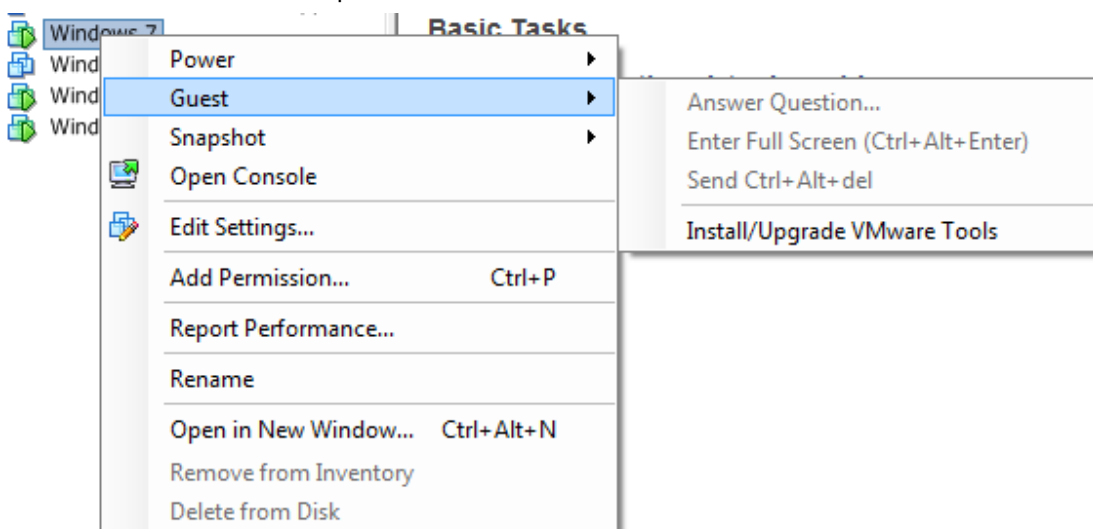 Windows 7
Wind
Wind
Wind
Basic Tasks
Power
Guest
Snapshot
Open Console
Edit Settings...
Add Permission... Ctrl+P
Report Performance...
Rename
Open in New Window... Ctrl+Alt+N
Remove from Inventory
Delete from Disk
Answer Question...
Enter Full Screen (Ctrl+Alt+Enter)
Send Ctrl+Alt+del
Install/Upgrade VMware Tools